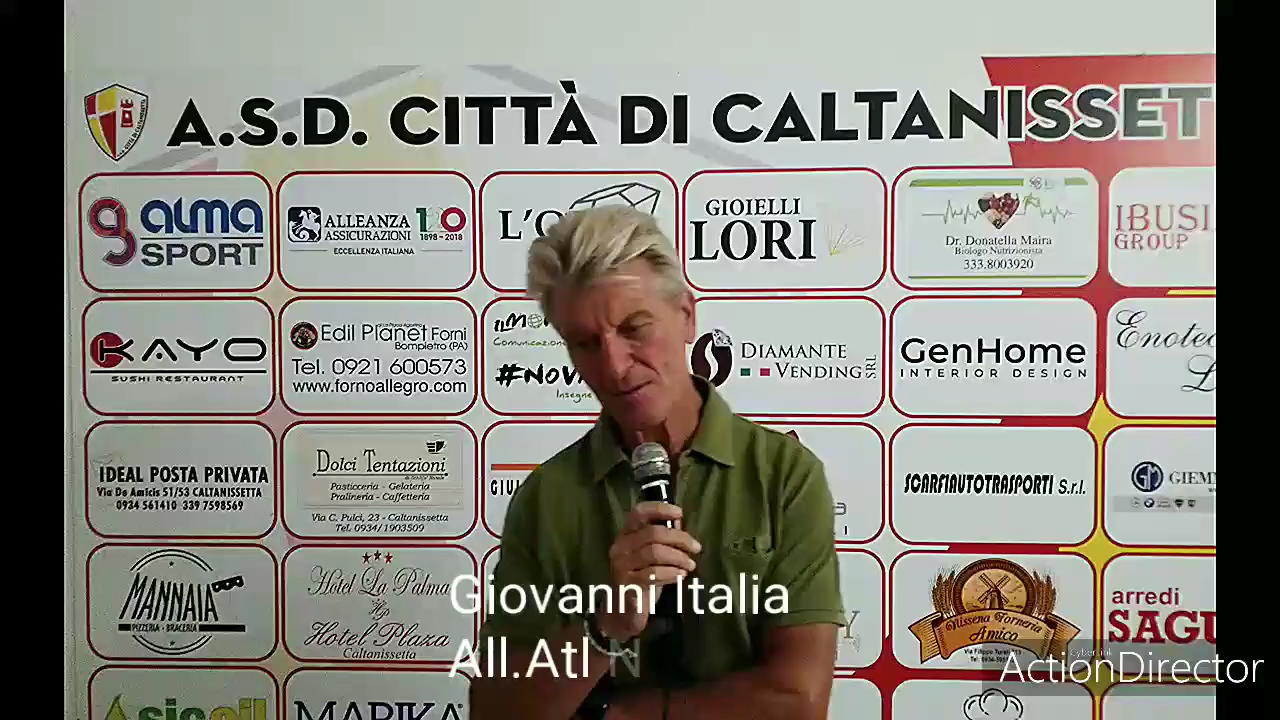 A.S.D. CITTÀ DI CALTANISSET
alma
SPORT
ALLEANZA
ASSICURAZIONI
1898-2018
ECCELLENZA ITALIANA
GIOIELLI
LORI
Dr. Donatella Maira
Biologo Nutrizionista
333.8003920
IBUSI
GROUP
KAYO
SUSHI RESTAURANT
Edil Planet Forni
Bompietro (PA)
Tel. 0921 600573
www.fornoallegro.com
DIAMANTE
VENDING SRL
GenHome
INTERIOR DESIGN
IDEAL POSTA PRIVATA
Via De Amicis 51/53 CALTANISSETTA
0934 561410 339 7598569
Dolci Tentazioni
Pasticceria - Gelateria
Pralineria - Caffetteria
Via C. Pulci, 23 - Caltanissetta
Tel. 0934/1903509
SCARFIAUTOTRASPORTI S.r.l.
GIEM
MANNAIA
PIZZERIA - BRACERIA
Hotel La Palma
Hotel Plaza
Caltanissetta
Nissena Torneria
Amico
arredi
SAGU
MARIKA
Giovanni Italia
All.Atl N
CyberLink
ActionDirector